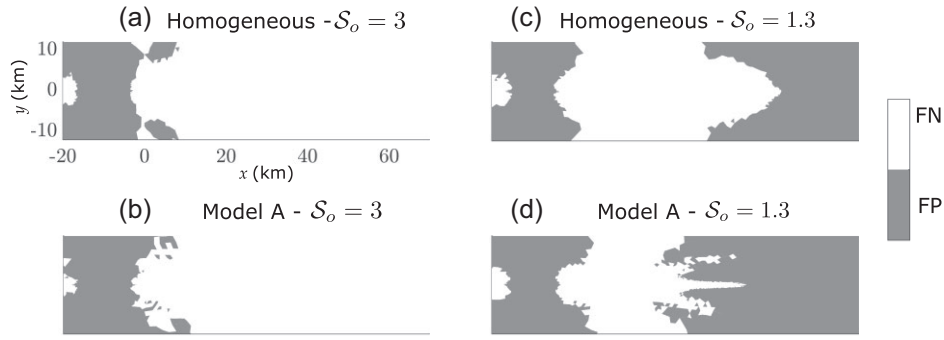 (a) Homogeneous - 𝒮ₒ = 3
10
0
-10
y (km)
-20 0 20 40 60
x (km)
(b) Model A - 𝒮ₒ = 3
(c) Homogeneous - 𝒮ₒ = 1.3
(d) Model A - 𝒮ₒ = 1.3
FN
FP